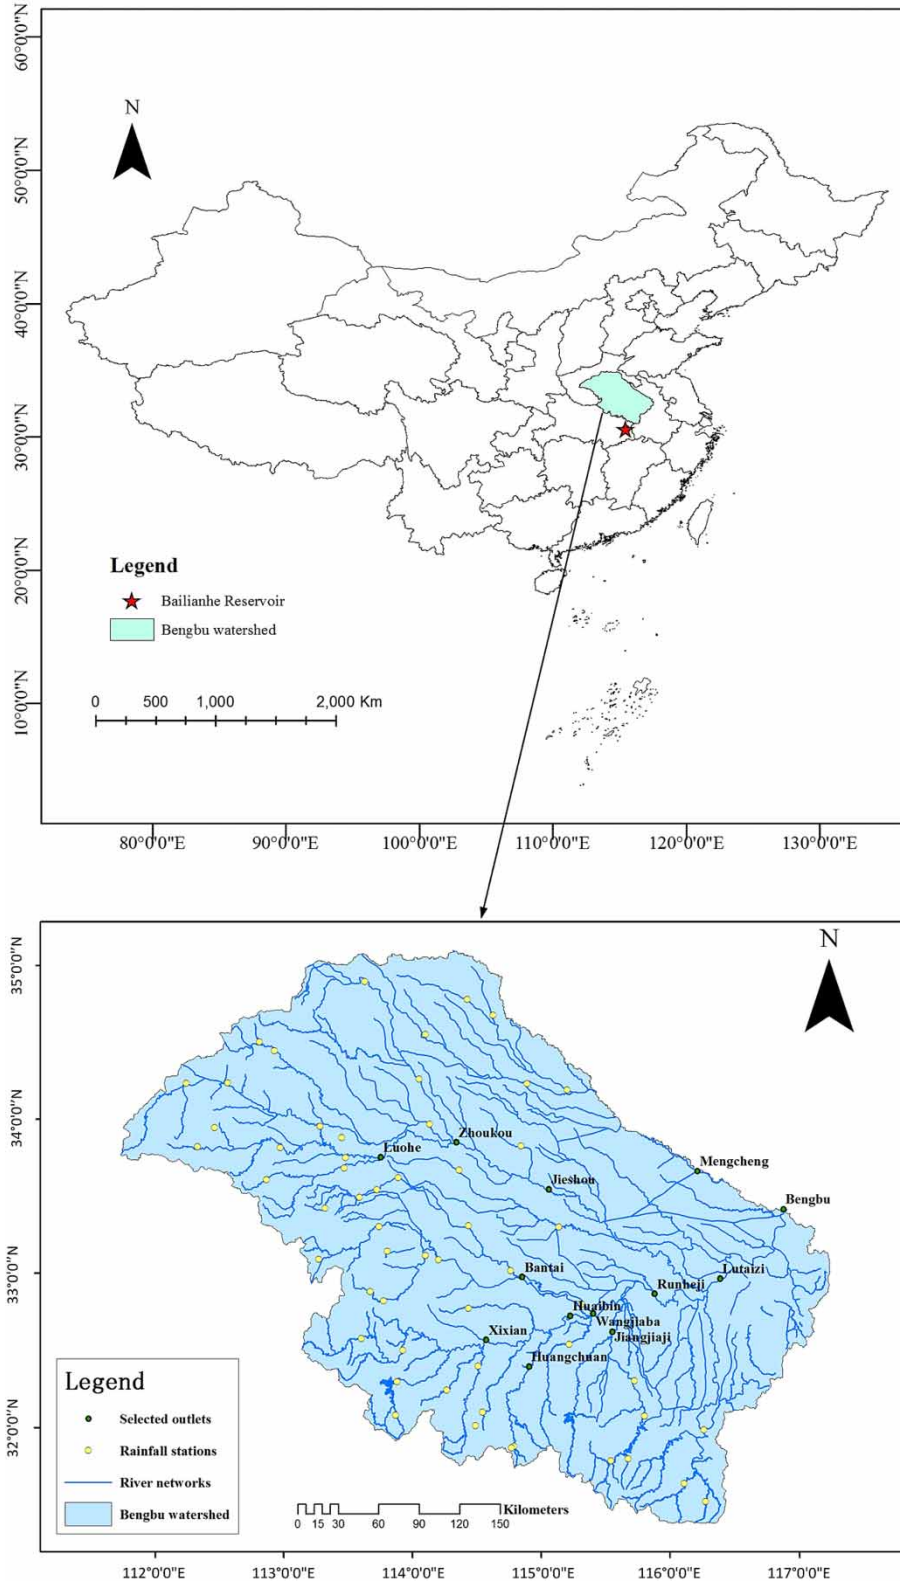 60°0'0"N
50°0'0"N
40°0'0"N
30°0'0"N
20°0'0"N
10°0'0"N
N
Legend
Bailianhe Reservoir
Bengbu watershed
0 500 1,000 2,000 Km
80°0'0"E 90°0'0"E 100°0'0"E 110°0'0"E 120°0'0"E 130°0'0"E
N
35°0'0"N
34°0'0"N
33°0'0"N
32°0'0"N
Zhoukou
Luohe
Mengcheng
Jieshou
Bengbu
Bantai
Lutaizi
Runheji
Huaibin
Wangjiaba
Xixian
Jiangjiaji
Huangchuan
Legend
Selected outlets
Rainfall stations
River networks
Bengbu watershed
Kilometers
0 15 30 60 90 120 150
112°0'0"E 113°0'0"E 114°0'0"E 115°0'0"E 116°0'0"E 117°0'0"E